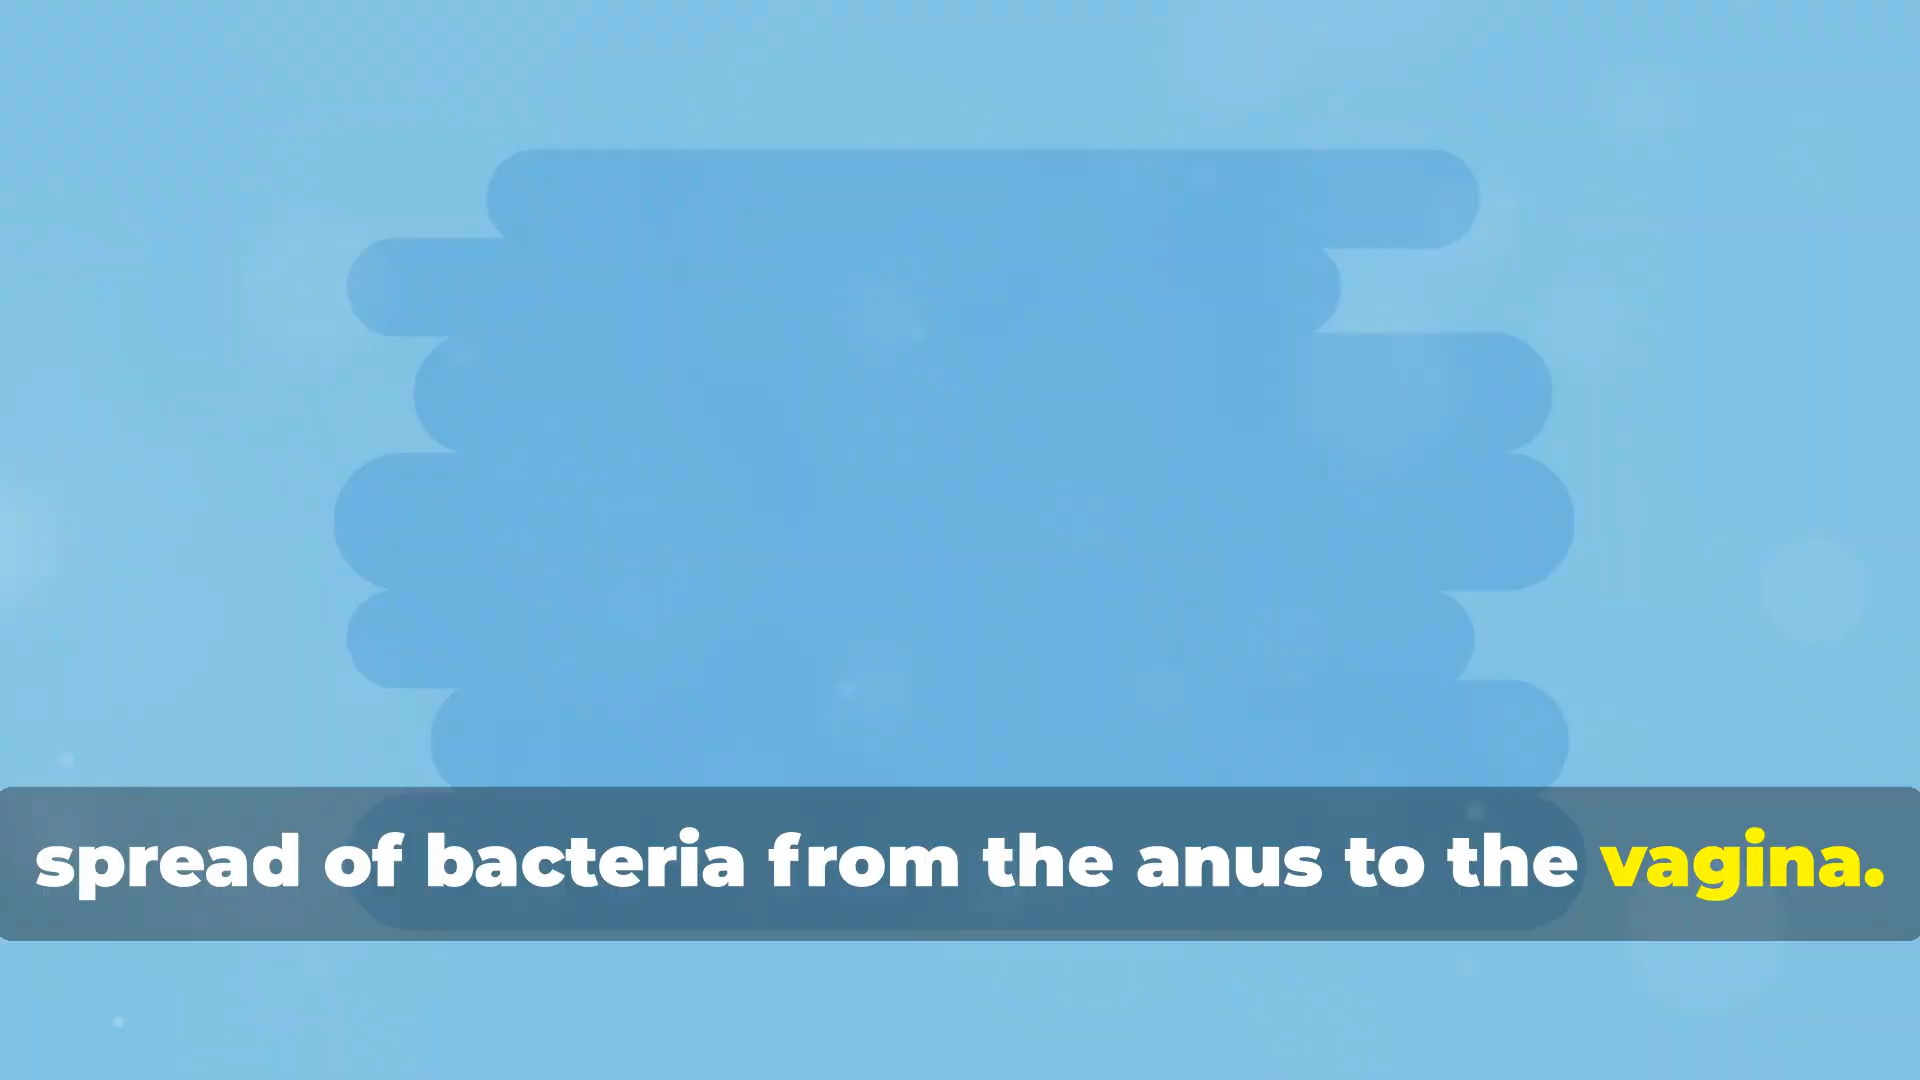 spread of bacteria from the anus to the vagina.